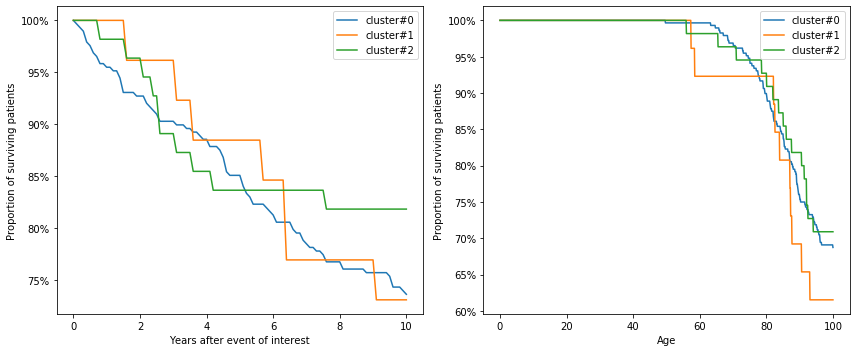 100%
95%
90%
85%
80%
75%
0
2
4
6
8
10
Proportion of surviving patients
Years after event of interest
cluster#0
cluster#1
cluster#2
100%
95%
90%
85%
80%
75%
70%
65%
60%
0
20
40
60
80
100
Proportion of surviving patients
Age
cluster#0
cluster#1
cluster#2